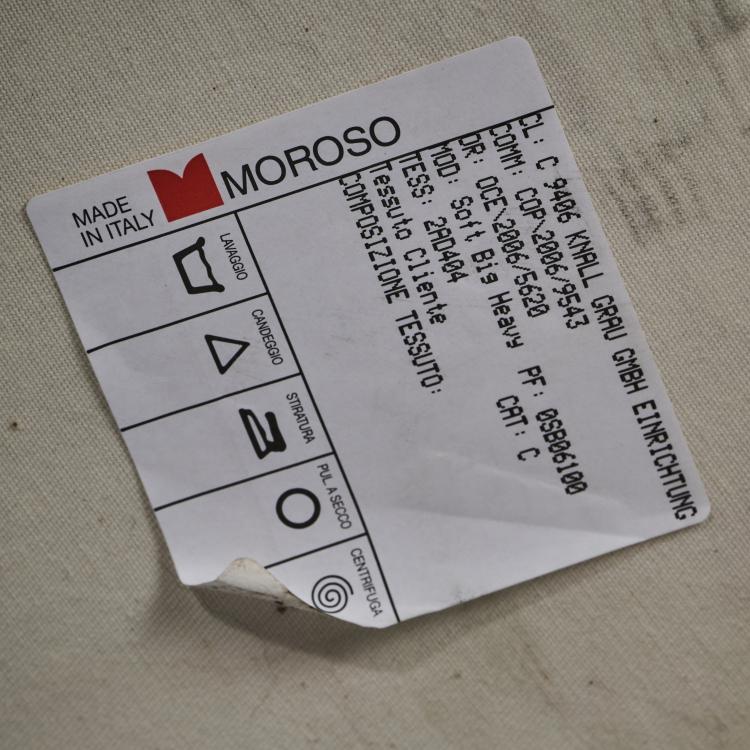 MADE
IN ITALY
MOROSO
CL: C 9406 KNALL GRAU GMBH EINRICHTUNG
COMM: COP\2006/9543
OR: OCE\2006/5620
MOD: Soft Big Heavy PF: 0SB06100
TESS: 2AD404 CAT: C
Tessuto Cliente
COMPOSIZIONE TESSUTO:
LAVAGGIO
CANDEGGIO
STIRATURA
PUL. A SECCO
CENTRIFUGA